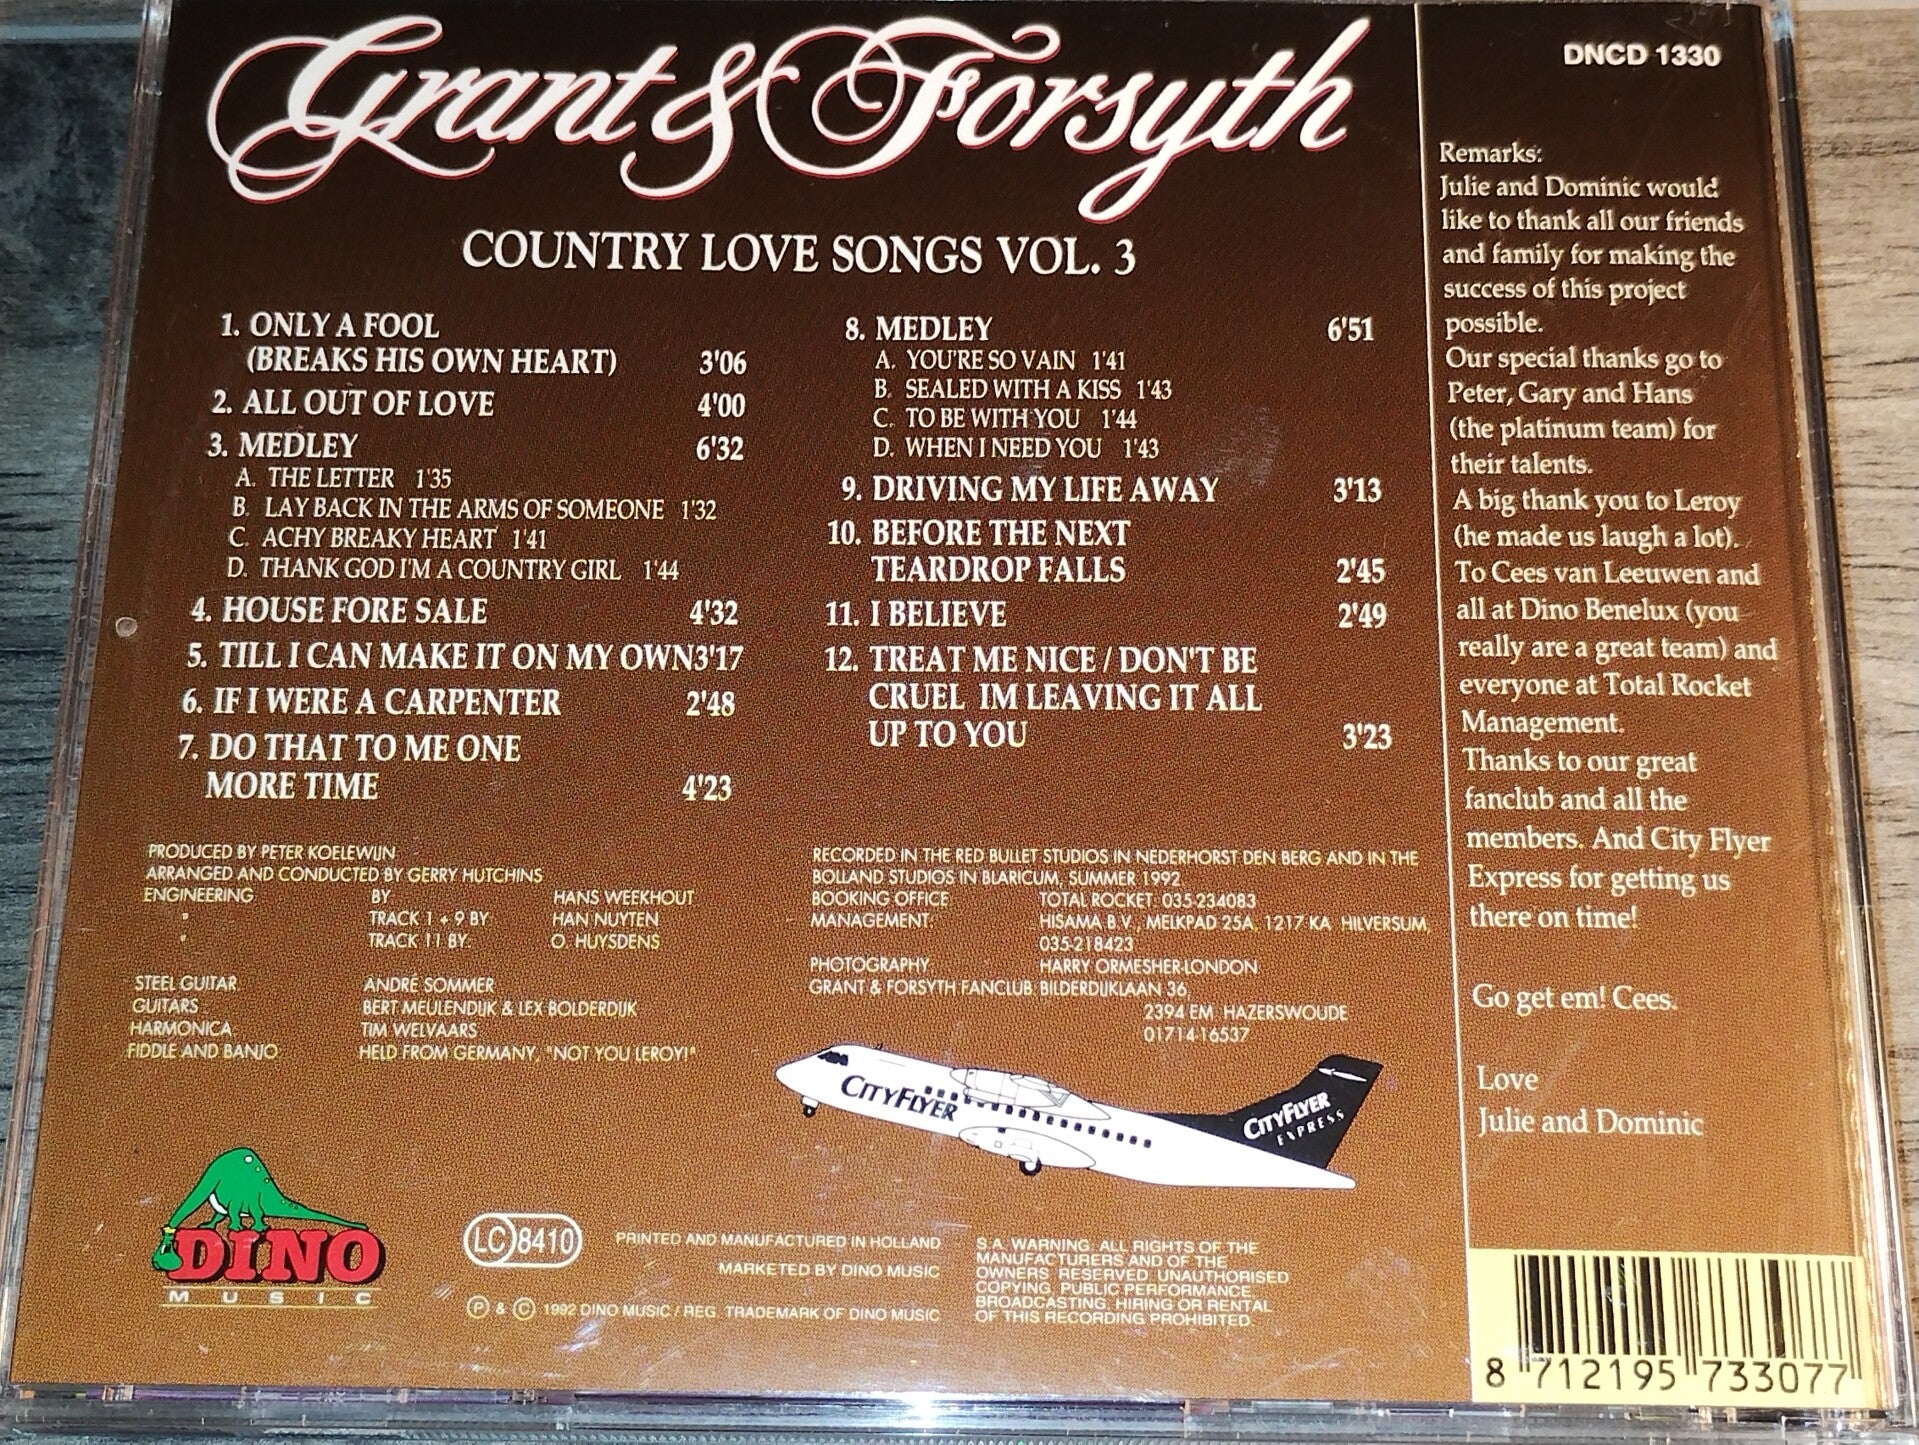 Grant & Forsyth
COUNTRY LOVE SONGS VOL. 3
1. ONLY A FOOL
(BREAKS HIS OWN HEART) 3'06
2. ALL OUT OF LOVE 4'00
3. MEDLEY 6'32
A. THE LETTER 1'35
B. LAY BACK IN THE ARMS OF SOMEONE 1'32
C. ACHY BREAKY HEART 1'41
D. THANK GOD I'M A COUNTRY GIRL 1'44
4. HOUSE FORE SALE 4'32
5. TILL I CAN MAKE IT ON MY OWN3'17
6. IF I WERE A CARPENTER 2'48
7. DO THAT TO ME ONE
MORE TIME 4'23
8. MEDLEY 6'51
A. YOU'RE SO VAIN 1'41
B. SEALED WITH A KISS 1'43
C. TO BE WITH YOU 1'44
D. WHEN I NEED YOU 1'43
9. DRIVING MY LIFE AWAY 3'13
10. BEFORE THE NEXT
TEARDROP FALLS 2'45
11. I BELIEVE 2'49
12. TREAT ME NICE / DON'T BE
CRUEL IM LEAVING IT ALL
UP TO YOU 3'23
PRODUCED BY PETER KOELEWIJN
ARRANGED AND CONDUCTED BY GERRY HUTCHINS
ENGINEERING BY HANS WEEKHOUT
" TRACK 1 + 9 BY HAN NUYTEN
" TRACK 11 BY. O. HUYSDENS
STEEL GUITAR ANDRÉ SOMMER
GUITARS BERT MEULENDIJK & LEX BOLDERDIJK
HARMONICA TIM WELVAARS
FIDDLE AND BANJO HELD FROM GERMANY, "NOT YOU LEROY!"
RECORDED IN THE RED BULLET STUDIOS IN NEDERHORST DEN BERG AND IN THE
BOLLAND STUDIOS IN BLARICUM, SUMMER 1992
BOOKING OFFICE TOTAL ROCKET 035-234083
MANAGEMENT: HISAMA B.V., MELKPAD 25A, 1217 KA HILVERSUM,
035-218423
PHOTOGRAPHY HARRY ORMESHER-LONDON
GRANT & FORSYTH FANCLUB: BILDERDIJKLAAN 36
2394 EM HAZERSWOUDE
01714-16537
CITYFLYER
CITYFLYER
EXPRESS
DINO
MUSIC
LC 8410
PRINTED AND MANUFACTURED IN HOLLAND
MARKETED BY DINO MUSIC
℗ & © 1992 DINO MUSIC / REG. TRADEMARK OF DINO MUSIC
S.A. WARNING. ALL RIGHTS OF THE
MANUFACTURERS AND OF THE
OWNERS RESERVED. UNAUTHORISED
COPYING, PUBLIC PERFORMANCE,
BROADCASTING, HIRING OR RENTAL
OF THIS RECORDING PROHIBITED.
DNCD 1330
Remarks:
Julie and Dominic would
like to thank all our friends
and family for making the
success of this project
possible.
Our special thanks go to
Peter, Gary and Hans
(the platinum team) for
their talents.
A big thank you to Leroy
(he made us laugh a lot).
To Cees van Leeuwen and
all at Dino Benelux (you
really are a great team) and
everyone at Total Rocket
Management.
Thanks to our great
fanclub and all the
members. And City Flyer
Express for getting us
there on time!
Go get em! Cees.
Love
Julie and Dominic
8 712195 733077